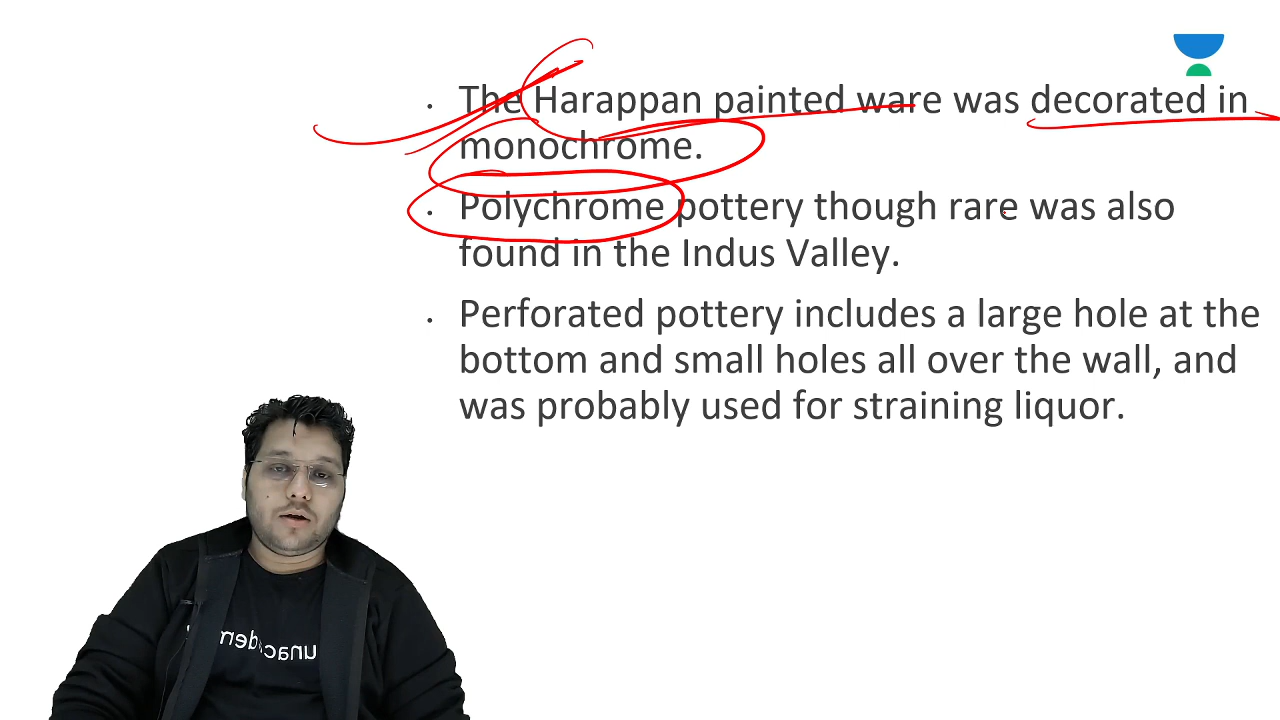 The Harappan painted ware was decorated in
monochrome.
Polychrome pottery though rare was also
found in the Indus Valley.
Perforated pottery includes a large hole at the
bottom and small holes all over the wall, and
was probably used for straining liquor.